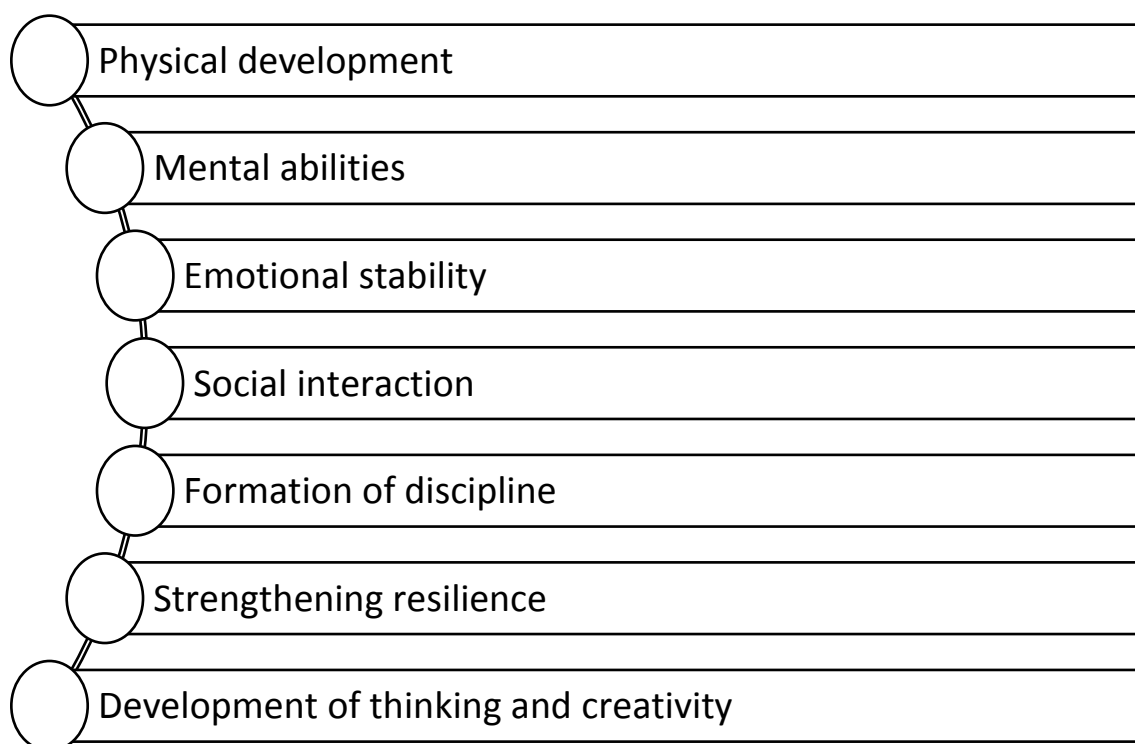 Physical development
Mental abilities
Emotional stability
Social interaction
Formation of discipline
Strengthening resilience
Development of thinking and creativity